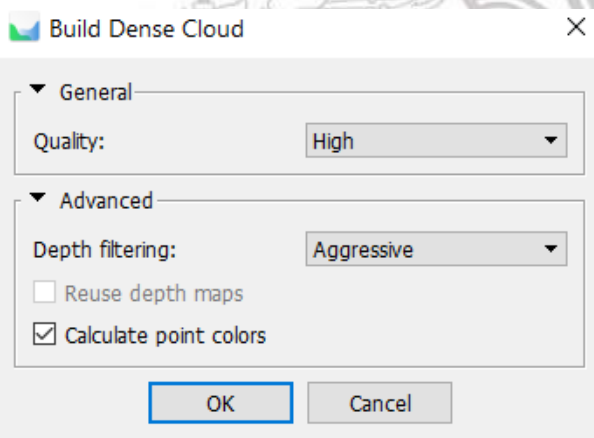 Build Dense Cloud
General
Quality: High
Advanced
Depth filtering: Aggressive
Reuse depth maps
Calculate point colors
OK Cancel